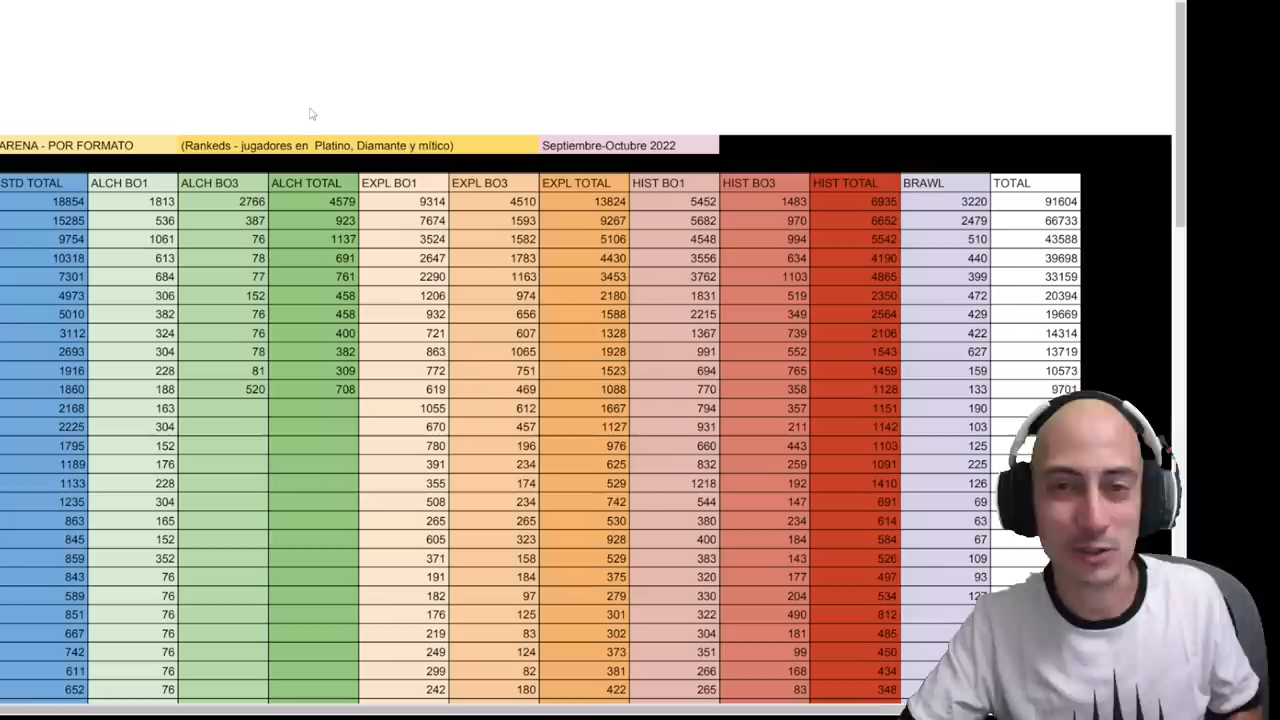 ARENA - POR FORMATO (Rankeds - jugadores en Platino, Diamante y mítico) Septiembre-Octubre 2022
STD TOTAL ALCH BO1 ALCH BO3 ALCH TOTAL EXPL BO1 EXPL BO3 EXPL TOTAL HIST BO1 HIST BO3 HIST TOTAL BRAWL TOTAL
18854 1813 2766 4579 9314 4510 13824 5452 1483 6935 3220 91604
15285 536 387 923 7674 1593 9267 5682 970 6652 2479 66733
9754 1061 76 1137 3524 1582 5106 4548 994 5542 510 43588
10318 613 78 691 2647 1783 4430 3556 634 4190 440 39698
7301 684 77 761 2290 1163 3453 3762 1103 4865 399 33159
4973 306 152 458 1206 974 2180 1831 519 2350 472 20394
5010 382 76 458 932 656 1588 2215 349 2564 429 19669
3112 324 76 400 721 607 1328 1367 739 2106 422 14314
2693 304 78 382 863 1065 1928 991 552 1543 627 13719
1916 228 81 309 772 751 1523 694 765 1459 159 10573
1860 188 520 708 619 469 1088 770 358 1128 133 9701
2168 163 1055 612 1667 794 357 1151 190
2225 304 670 457 1127 931 211 1142 103
1795 152 780 196 976 660 443 1103 125
1189 176 391 234 625 832 259 1091 225
1133 228 355 174 529 1218 192 1410 126
1235 304 508 234 742 544 147 691 69
863 165 265 265 530 380 234 614 63
845 152 605 323 928 400 184 584 67
859 352 371 158 529 383 143 526 109
843 76 191 184 375 320 177 497 93
589 76 182 97 279 330 204 534
851 76 176 125 301 322 490 812
667 76 219 83 302 304 181 485
742 76 249 124 373 351 99 450
611 76 299 82 381 266 168 434
652 76 242 180 422 265 83 348